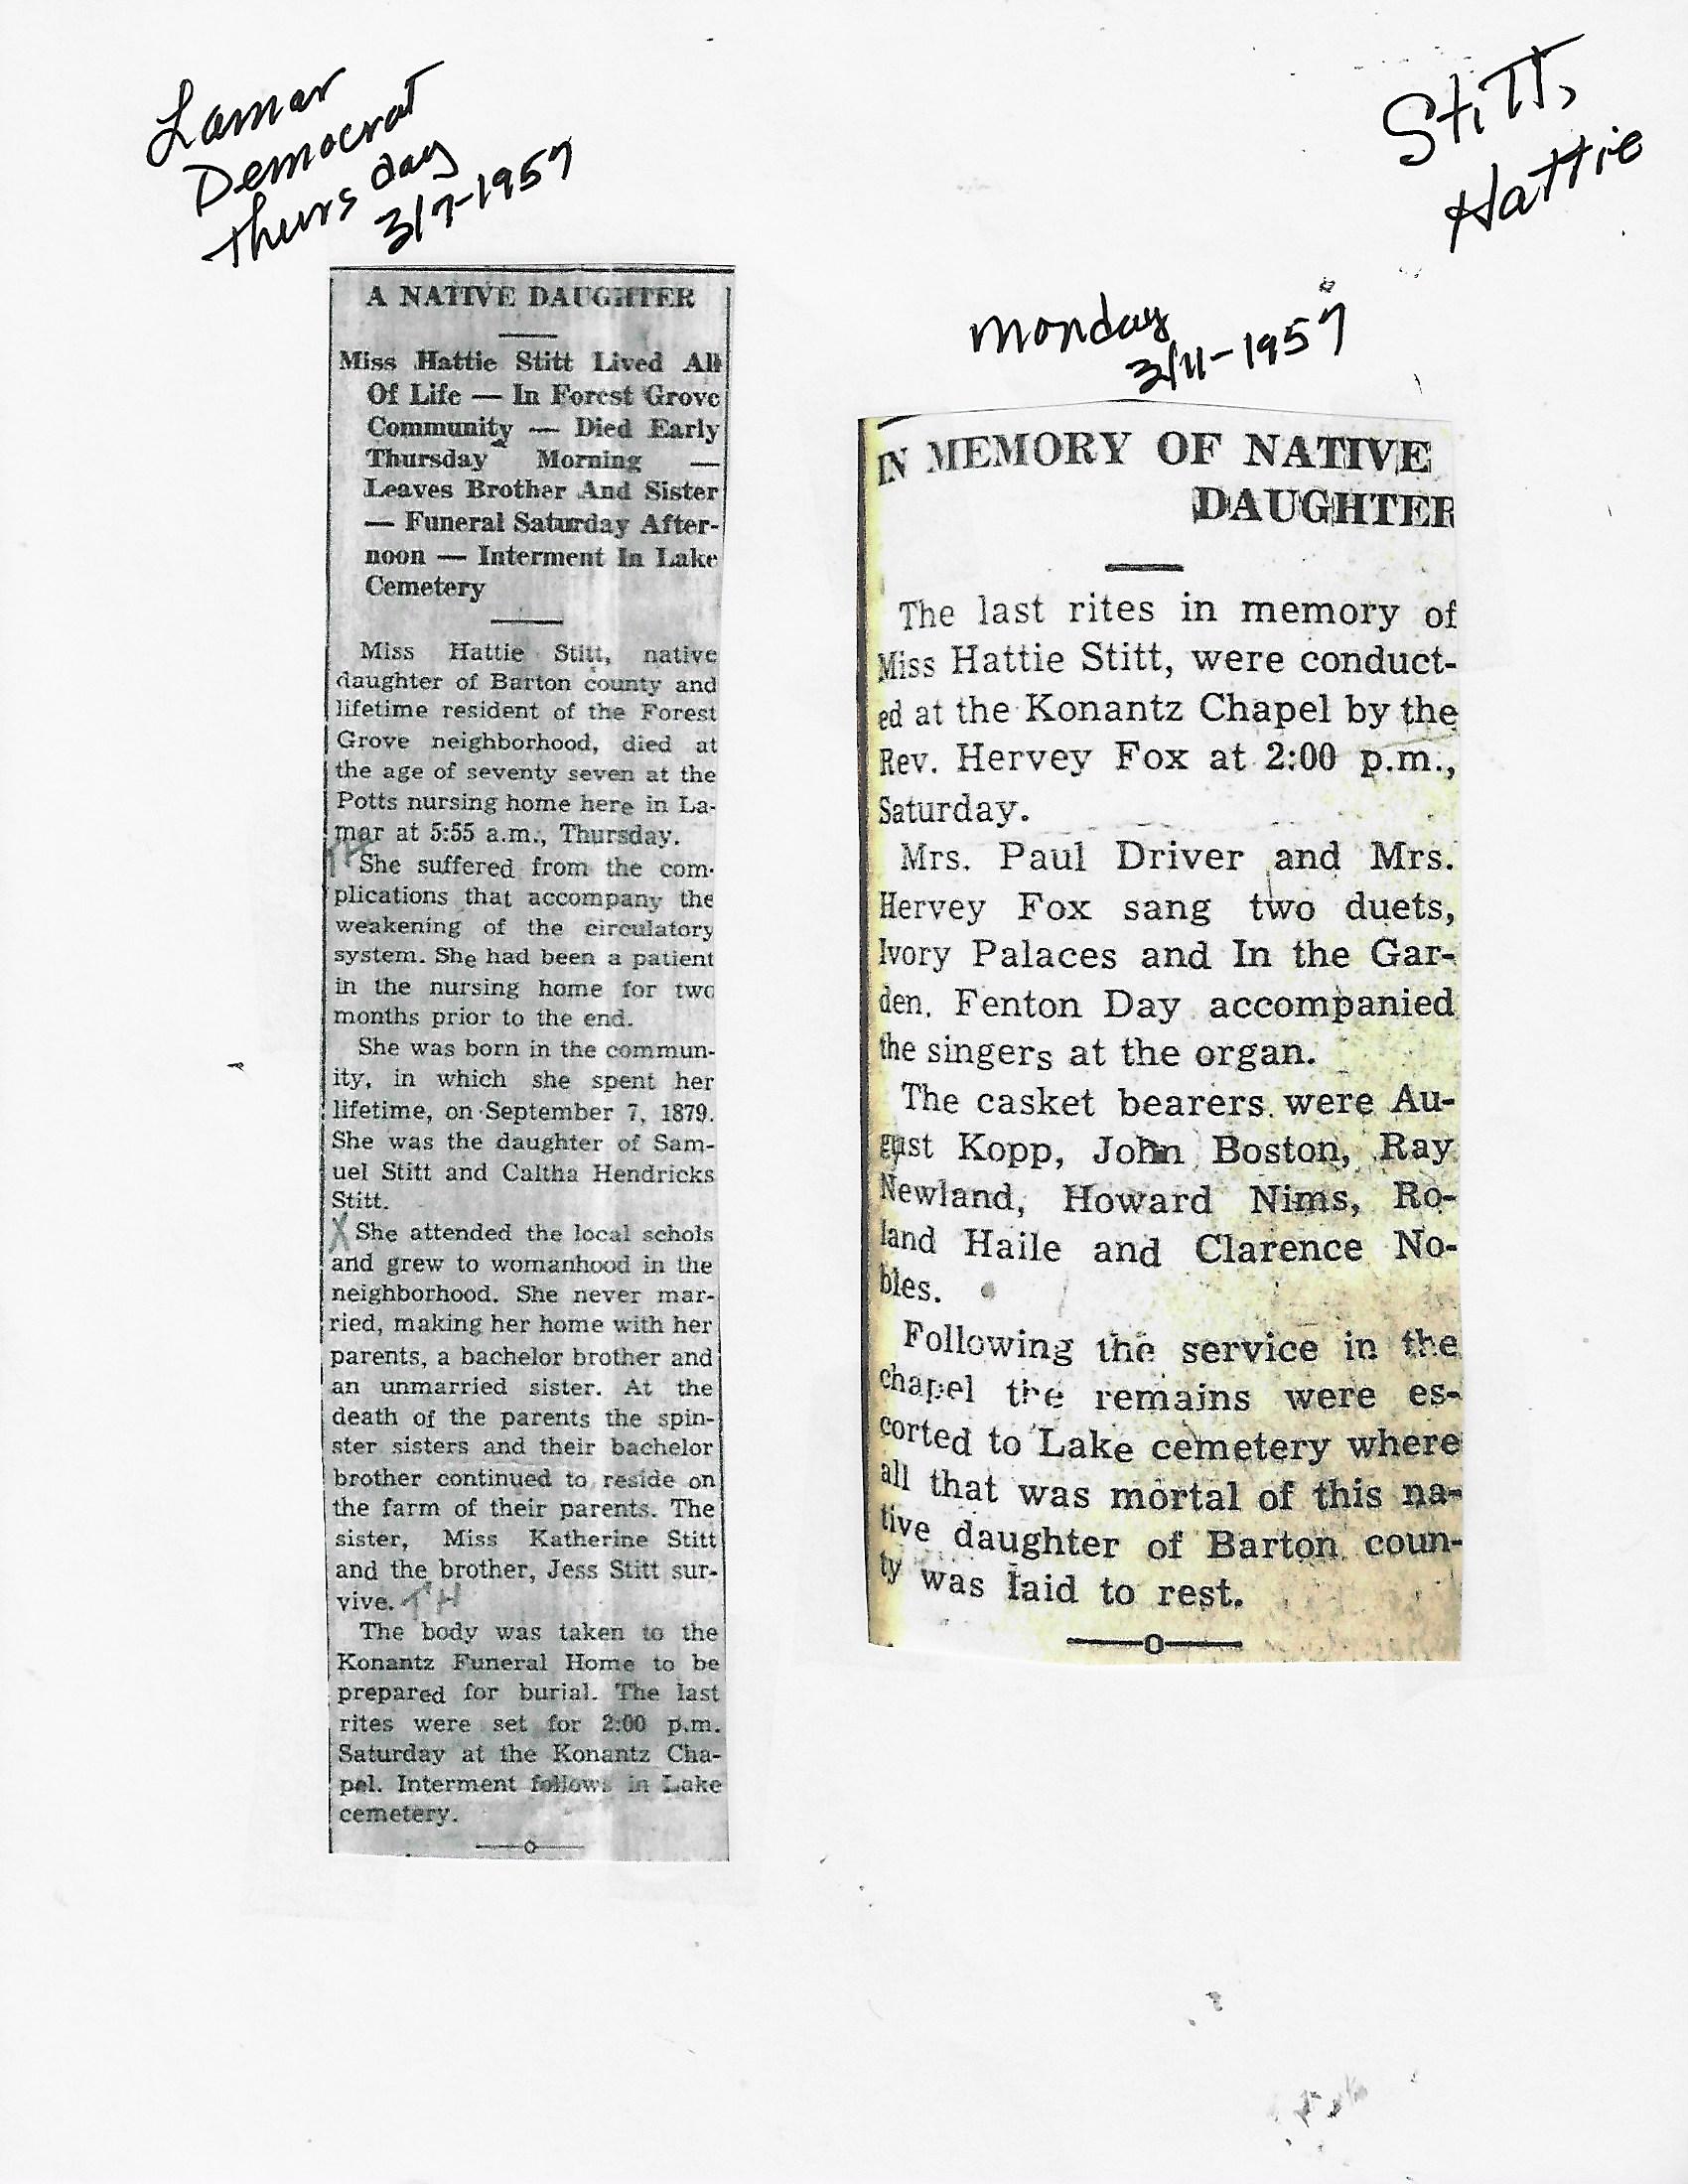 Lamar
Democrat
Thursday
3/7-1957
Stitt,
Hattie
A NATIVE DAUGHTER
Miss Hattie Stitt Lived All
Of Life — In Forest Grove
Community — Died Early
Thursday Morning —
Leaves Brother And Sister
— Funeral Saturday After-
noon — Interment In Lake
Cemetery
Miss Hattie Stitt, native
daughter of Barton county and
lifetime resident of the Forest
Grove neighborhood, died at
the age of seventy seven at the
Potts nursing home here in La-
mar at 5:55 a.m., Thursday.
TH
She suffered from the com-
plications that accompany the
weakening of the circulatory
system. She had been a patient
in the nursing home for two
months prior to the end.
She was born in the commun-
ity, in which she spent her
lifetime, on September 7, 1879.
She was the daughter of Sam-
uel Stitt and Caltha Hendricks
Stitt.
X She attended the local schols
and grew to womanhood in the
neighborhood. She never mar-
ried, making her home with her
parents, a bachelor brother and
an unmarried sister. At the
death of the parents the spin-
ster sisters and their bachelor
brother continued to reside on
the farm of their parents. The
sister, Miss Katherine Stitt
and the brother, Jess Stitt sur-
vive. TH
The body was taken to the
Konantz Funeral Home to be
prepared for burial. The last
rites were set for 2:00 p.m.
Saturday at the Konantz Cha-
pel. Interment follows in Lake
cemetery.
monday
3/11-1957
IN MEMORY OF NATIVE
DAUGHTER
The last rites in memory of
Miss Hattie Stitt, were conduct-
ed at the Konantz Chapel by the
Rev. Hervey Fox at 2:00 p.m.,
Saturday.
Mrs. Paul Driver and Mrs.
Hervey Fox sang two duets,
Ivory Palaces and In the Gar-
den. Fenton Day accompanied
the singers at the organ.
The casket bearers were Au-
gust Kopp, John Boston, Ray
Newland, Howard Nims, Ro-
land Haile and Clarence No-
bles.
Following the service in the
chapel the remains were es-
corted to Lake cemetery where
all that was mortal of this na-
tive daughter of Barton coun-
ty was laid to rest.